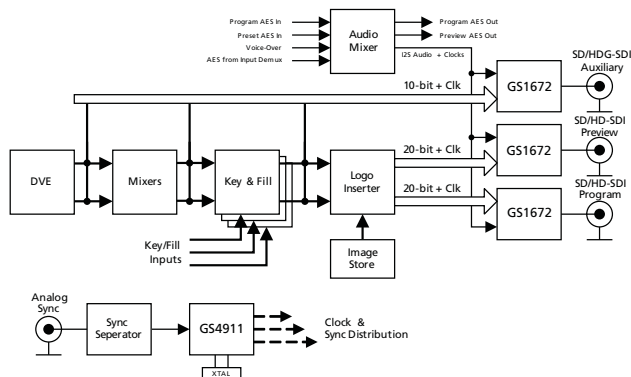 Program AES In
Preset AES In
Voice-Over
AES from Input Demux
Audio
Mixer
Program AES Out
Preview AES Out
I2S Audio + Clocks
SD/HDG-SDI
Auxiliary
10-bit + Clk
GS1672
SD/HD-SDI
Preview
20-bit + Clk
GS1672
DVE
Mixers
Key & Fill
Logo
Inserter
20-bit + Clk
SD/HD-SDI
Program
GS1672
Key/Fill
Inputs
Image
Store
Analog
Sync
Sync
Seperator
GS4911
Clock &
Sync Distribution
XTAL